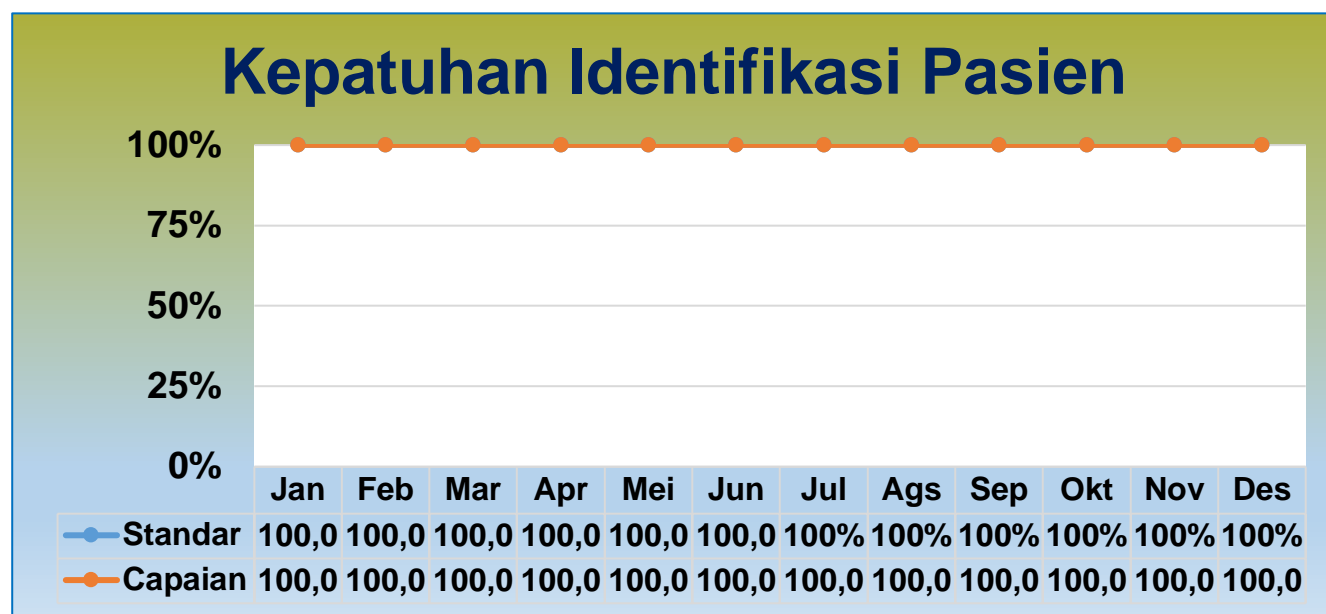 Kepatuhan Identifikasi Pasien
100%
75%
50%
25%
0%
Jan Feb Mar Apr Mei Jun Jul Ags Sep Okt Nov Des
Standar 100,0 100,0 100,0 100,0 100,0 100,0 100% 100% 100% 100% 100% 100%
Capaian 100,0 100,0 100,0 100,0 100,0 100,0 100,0 100,0 100,0 100,0 100,0 100,0